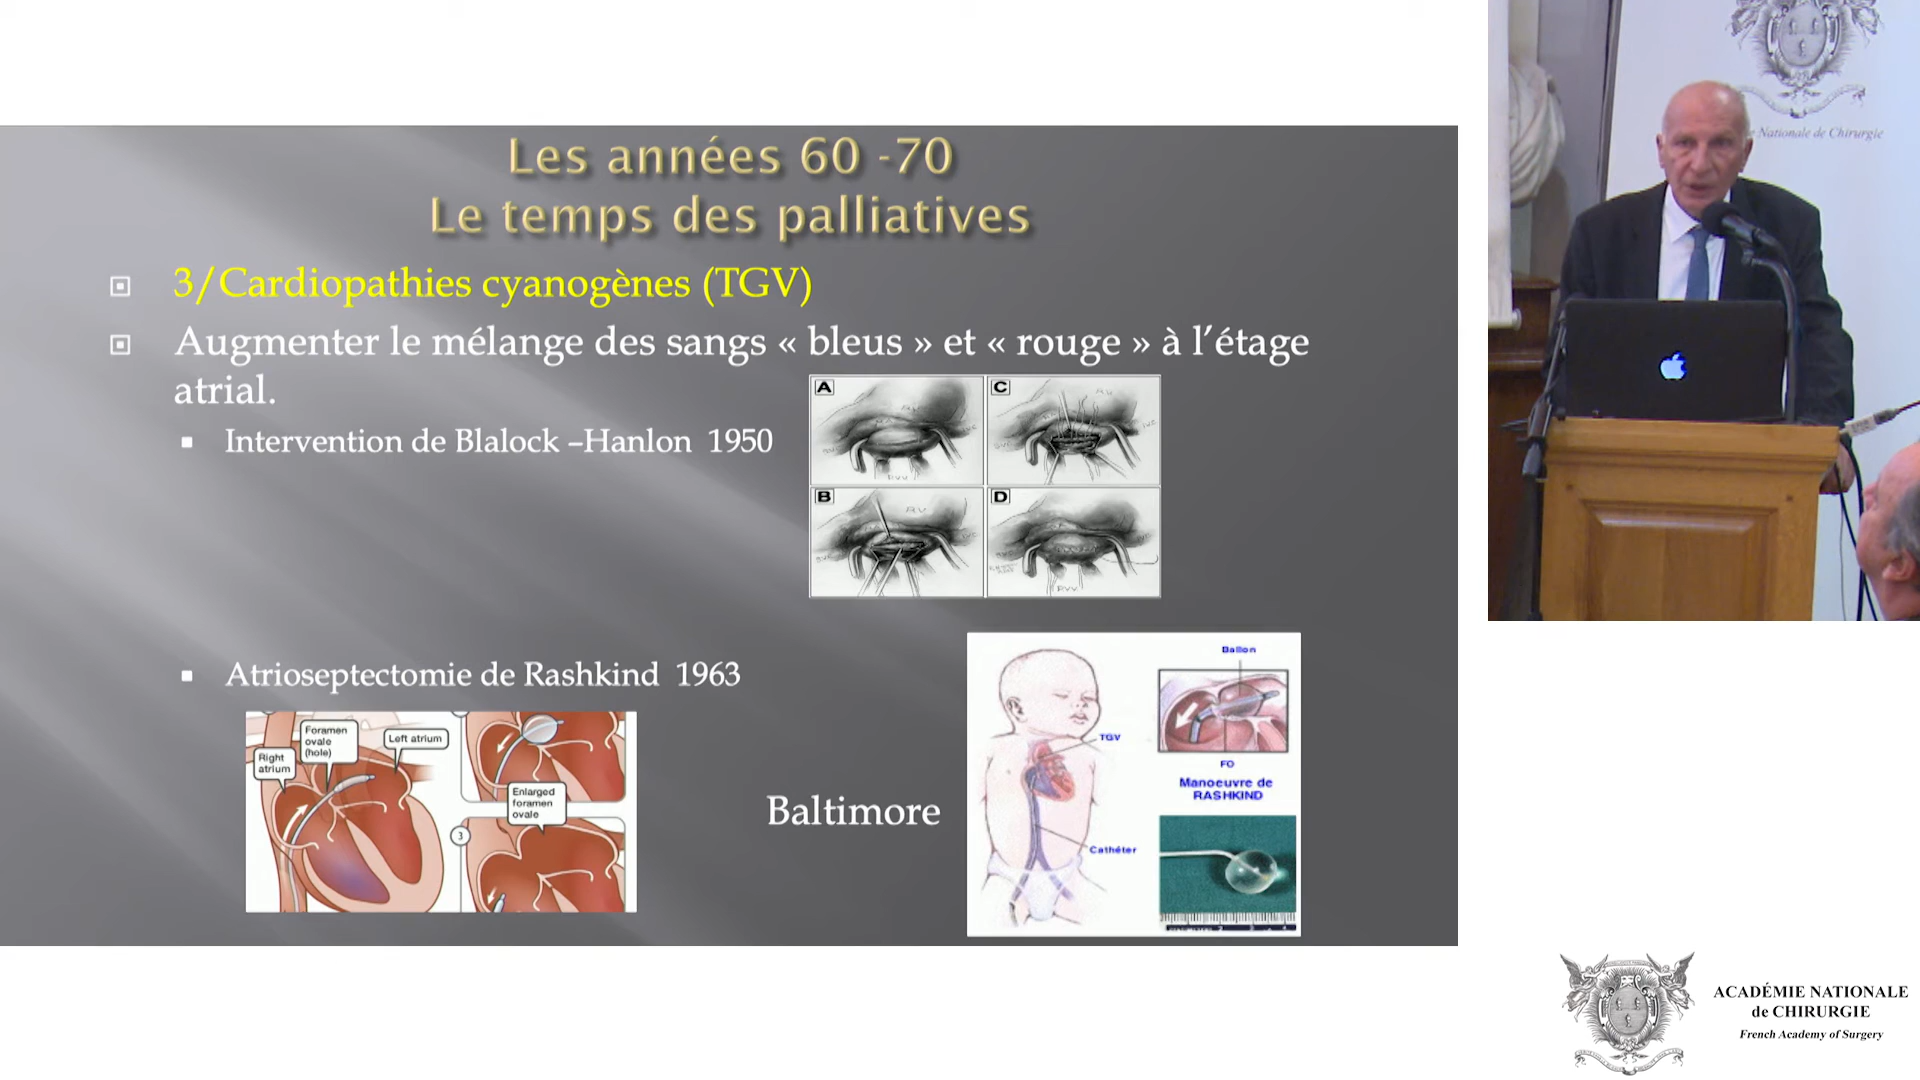 Les années 60 -70
Le temps des palliatives
3/Cardiopathies cyanogènes (TGV)
Augmenter le mélange des sangs « bleus » et « rouge » à l’étage
atrial.
Intervention de Blalock –Hanlon 1950
A
C
B
D
Atrioseptectomie de Rashkind 1963
Foramen
ovale
(hole)
Left atrium
Right
atrium
Enlarged
foramen
ovale
3
Baltimore
Ballon
TGV
FO
Manoeuvre de
RASHKIND
Cathéter
Nationale de Chirurgie
ACADÉMIE NATIONALE
de CHIRURGIE
French Academy of Surgery